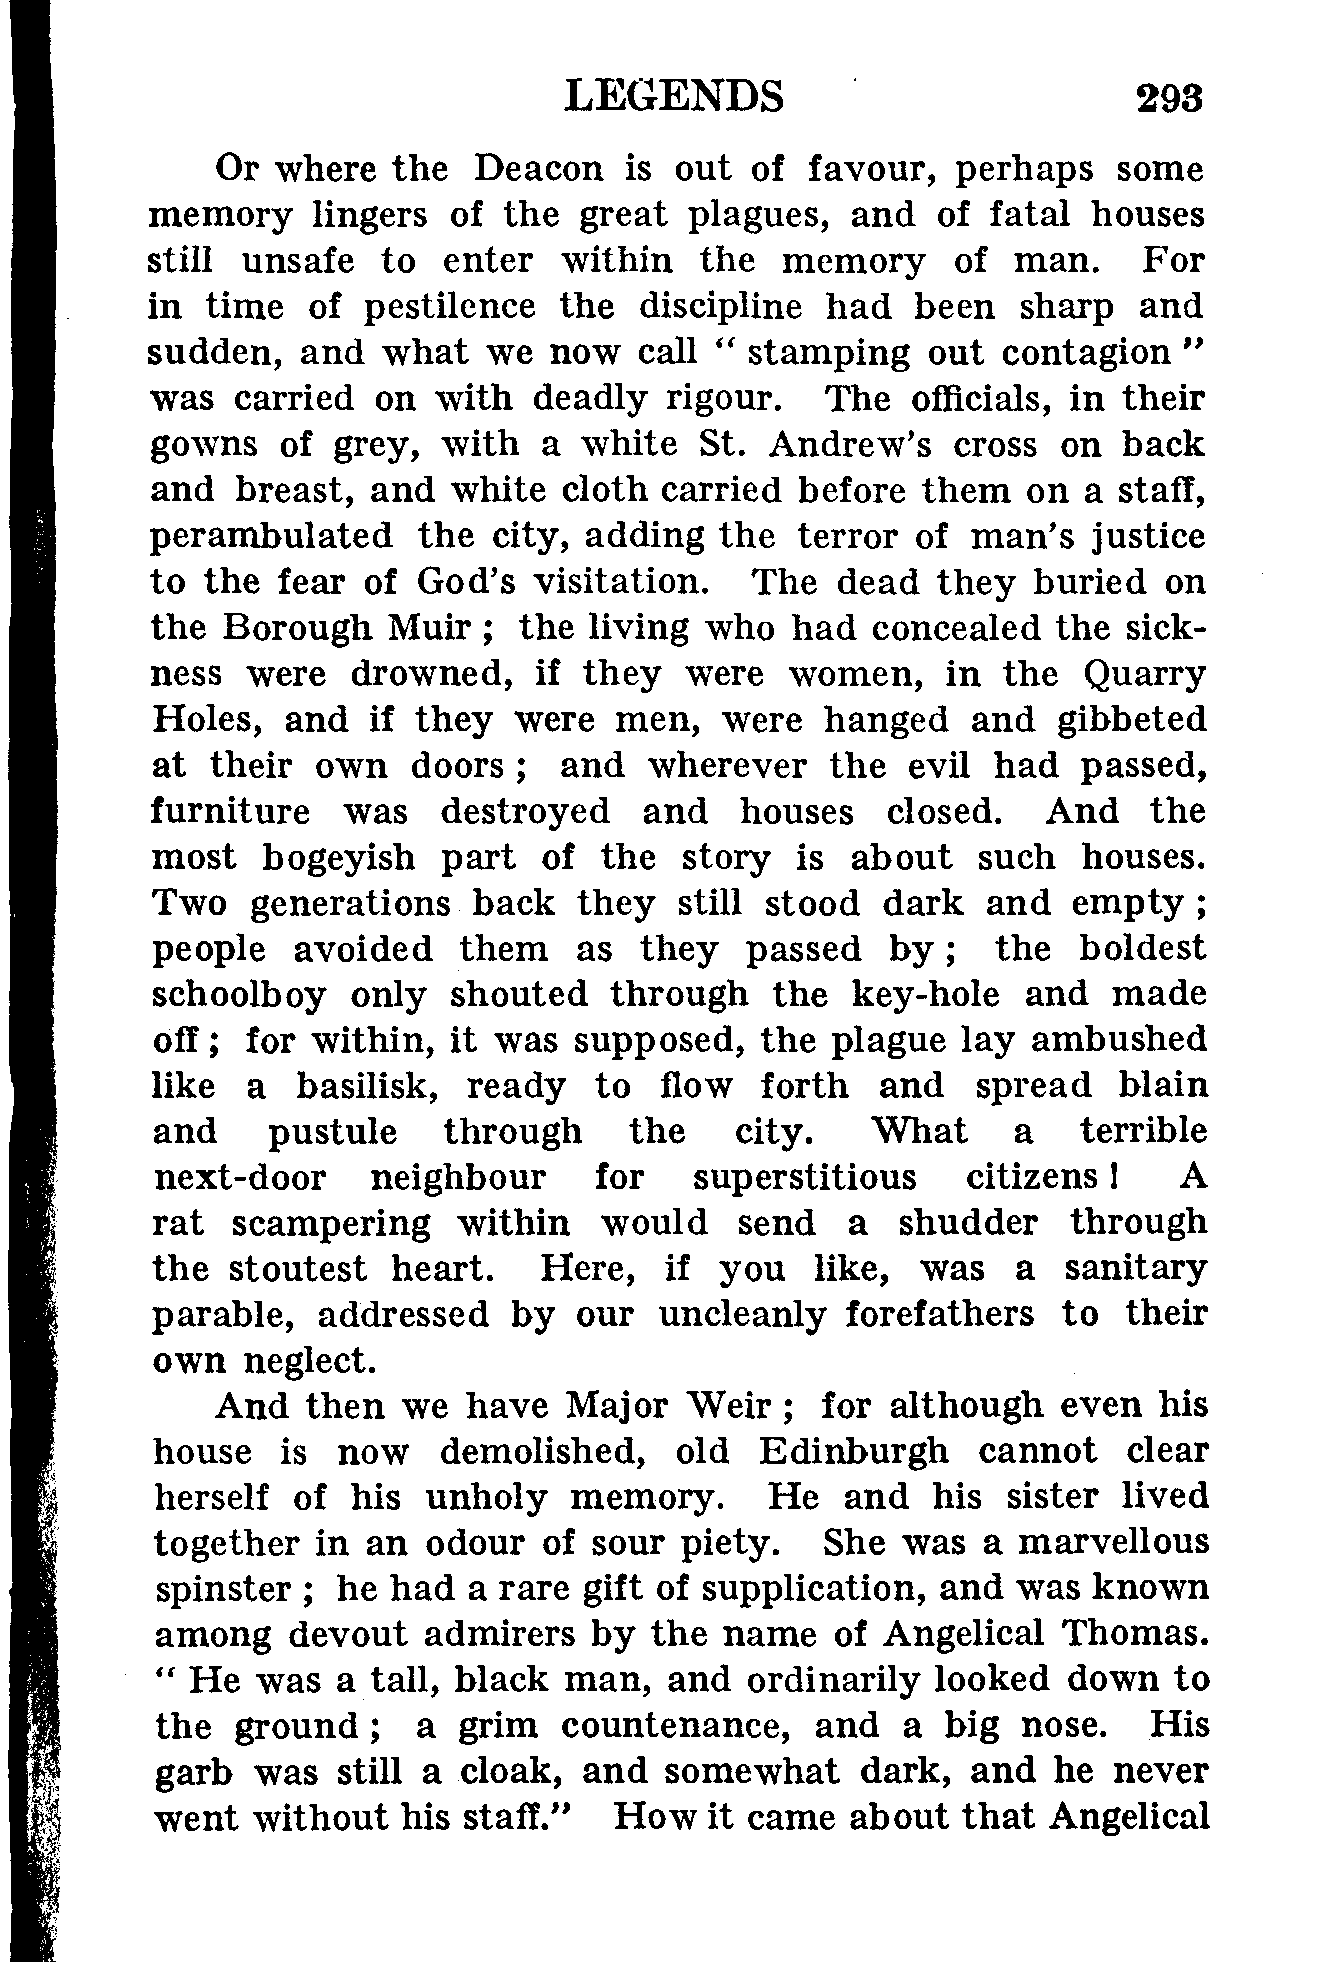 LEGENDS 293
Or where the Deacon is out of favour, perhaps some
memory lingers of the great plagues, and of fatal houses
still unsafe to enter within the memory of man. For
in time of pestilence the discipline had been sharp and
sudden, and what we now call “ stamping out contagion ”
was carried on with deadly rigour. The officials, in their
gowns of grey, with a white St. Andrew's cross on back
and breast, and white cloth carried before them on a staff,
perambulated the city, adding the terror of man's justice
to the fear of God's visitation. The dead they buried on
the Borough Muir ; the living who had concealed the sick-
ness were drowned, if they were women, in the Quarry
Holes, and if they were men, were hanged and gibbeted
at their own doors ; and wherever the evil had passed,
furniture was destroyed and houses closed. And the
most bogeyish part of the story is about such houses.
Two generations back they still stood dark and empty ;
people avoided them as they passed by ; the boldest
schoolboy only shouted through the key-hole and made
off ; for within, it was supposed, the plague lay ambushed
like a basilisk, ready to flow forth and spread blain
and pustule through the city. What a terrible
next-door neighbour for superstitious citizens ! A
rat scampering within would send a shudder through
the stoutest heart. Here, if you like, was a sanitary
parable, addressed by our uncleanly forefathers to their
own neglect.
And then we have Major Weir ; for although even his
house is now demolished, old Edinburgh cannot clear
herself of his unholy memory. He and his sister lived
together in an odour of sour piety. She was a marvellous
spinster ; he had a rare gift of supplication, and was known
among devout admirers by the name of Angelical Thomas.
“ He was a tall, black man, and ordinarily looked down to
the ground ; a grim countenance, and a big nose. His
garb was still a cloak, and somewhat dark, and he never
went without his staff.” How it came about that Angelical